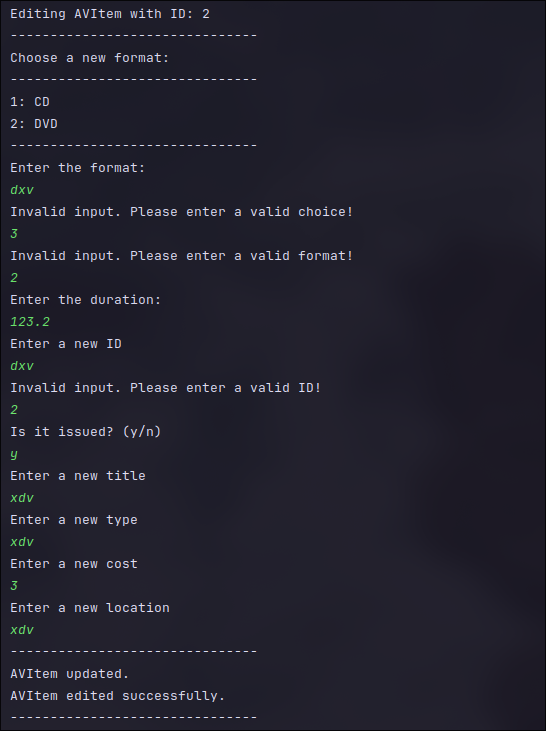 Editing AVItem with ID: 2
-------------------------------
Choose a new format:
-------------------------------
1: CD
2: DVD
-------------------------------
Enter the format:
dxv
Invalid input. Please enter a valid choice!
3
Invalid input. Please enter a valid format!
2
Enter the duration:
123.2
Enter a new ID
dxv
Invalid input. Please enter a valid ID!
2
Is it issued? (y/n)
y
Enter a new title
xdv
Enter a new type
xdv
Enter a new cost
3
Enter a new location
xdv
-------------------------------
AVItem updated.
AVItem edited successfully.
-------------------------------